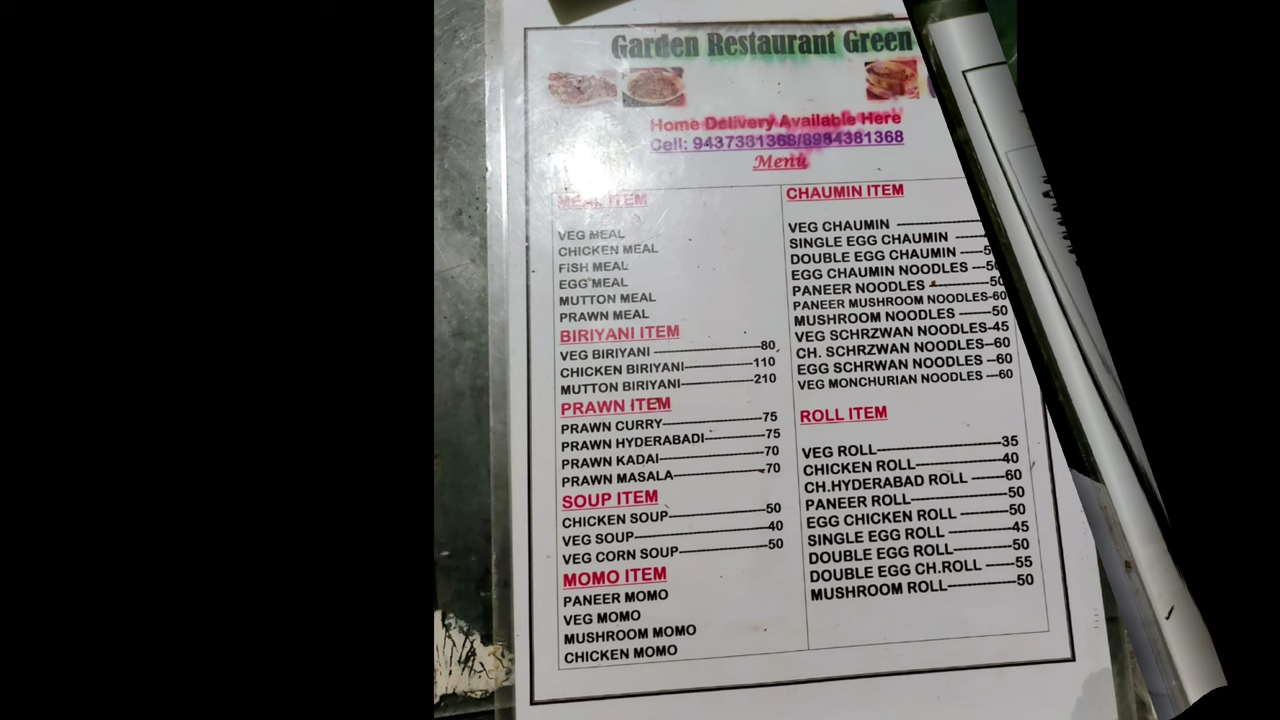 Garden Restaurant Green
Home Delivery Available Here
Cell: 9437381368/8984381368
Menu
MEAL ITEM
VEG MEAL
CHICKEN MEAL
FISH MEAL
EGG MEAL
MUTTON MEAL
PRAWN MEAL
BIRIYANI ITEM
VEG BIRIYANI ---80
CHICKEN BIRIYANI---110
MUTTON BIRIYANI---210
PRAWN ITEM
PRAWN CURRY---75
PRAWN HYDERABADI---75
PRAWN KADAI---70
PRAWN MASALA---70
SOUP ITEM
CHICKEN SOUP---50
VEG SOUP---40
VEG CORN SOUP---50
MOMO ITEM
PANEER MOMO
VEG MOMO
MUSHROOM MOMO
CHICKEN MOMO
CHAUMIN ITEM
VEG CHAUMIN ---
SINGLE EGG CHAUMIN ---
DOUBLE EGG CHAUMIN ---
EGG CHAUMIN NOODLES ---50
PANEER NOODLES ---50
PANEER MUSHROOM NOODLES-60
MUSHROOM NOODLES ---50
VEG SCHRZWAN NOODLES-45
CH. SCHRZWAN NOODLES--60
EGG SCHRWAN NOODLES --60
VEG MONCHURIAN NOODLES ---60
ROLL ITEM
VEG ROLL---35
CHICKEN ROLL---40
CH.HYDERABAD ROLL ---60
PANEER ROLL---50
EGG CHICKEN ROLL ---50
SINGLE EGG ROLL ---45
DOUBLE EGG ROLL---50
DOUBLE EGG CH.ROLL ---55
MUSHROOM ROLL---50